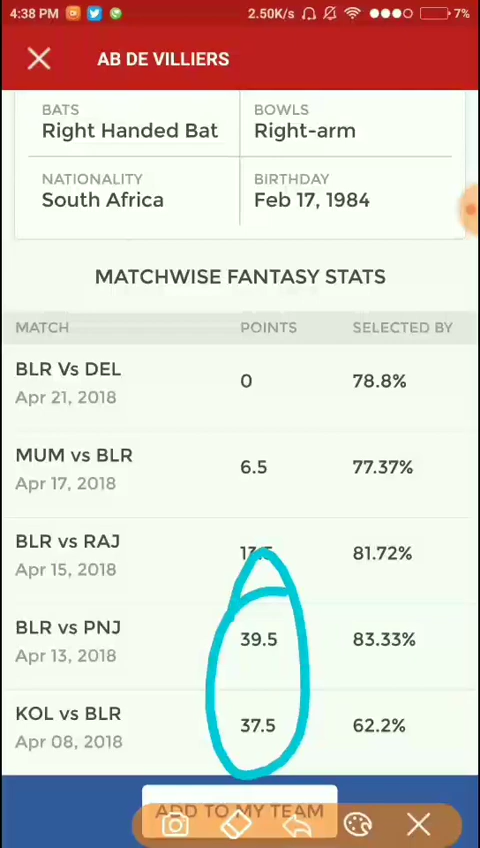 4:38 PM 2.50K/s 7%
AB DE VILLIERS
BATS BOWLS
Right Handed Bat Right-arm
NATIONALITY BIRTHDAY
South Africa Feb 17, 1984
MATCHWISE FANTASY STATS
MATCH POINTS SELECTED BY
BLR Vs DEL 0 78.8%
Apr 21, 2018
MUM vs BLR 6.5 77.37%
Apr 17, 2018
BLR vs RAJ 81.72%
Apr 15, 2018
BLR vs PNJ 39.5 83.33%
Apr 13, 2018
KOL vs BLR 37.5 62.2%
Apr 08, 2018
ADD TO MY TEAM